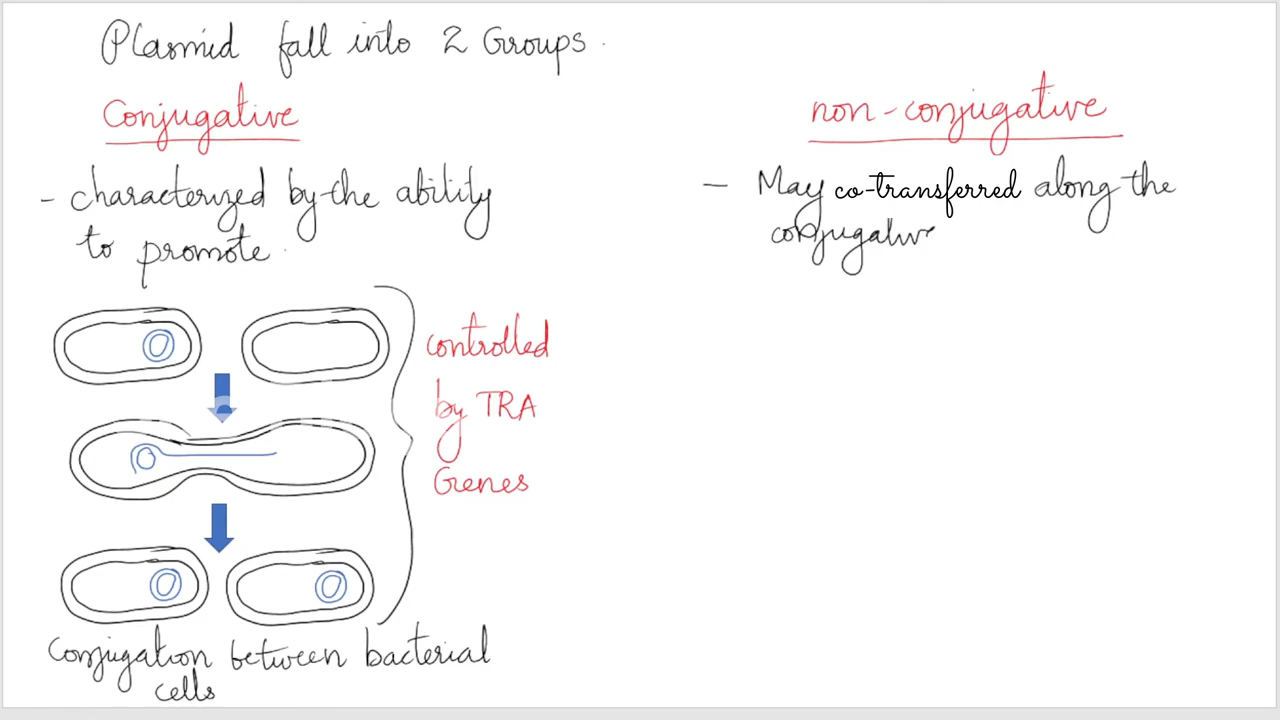 Plasmid fall into 2 Groups.
Conjugative
- characterized by the ability
to promote.
controlled
by TRA
Genes
Conjugation between bacterial
cells
non-conjugative
- May co-transferred along the
conjugative